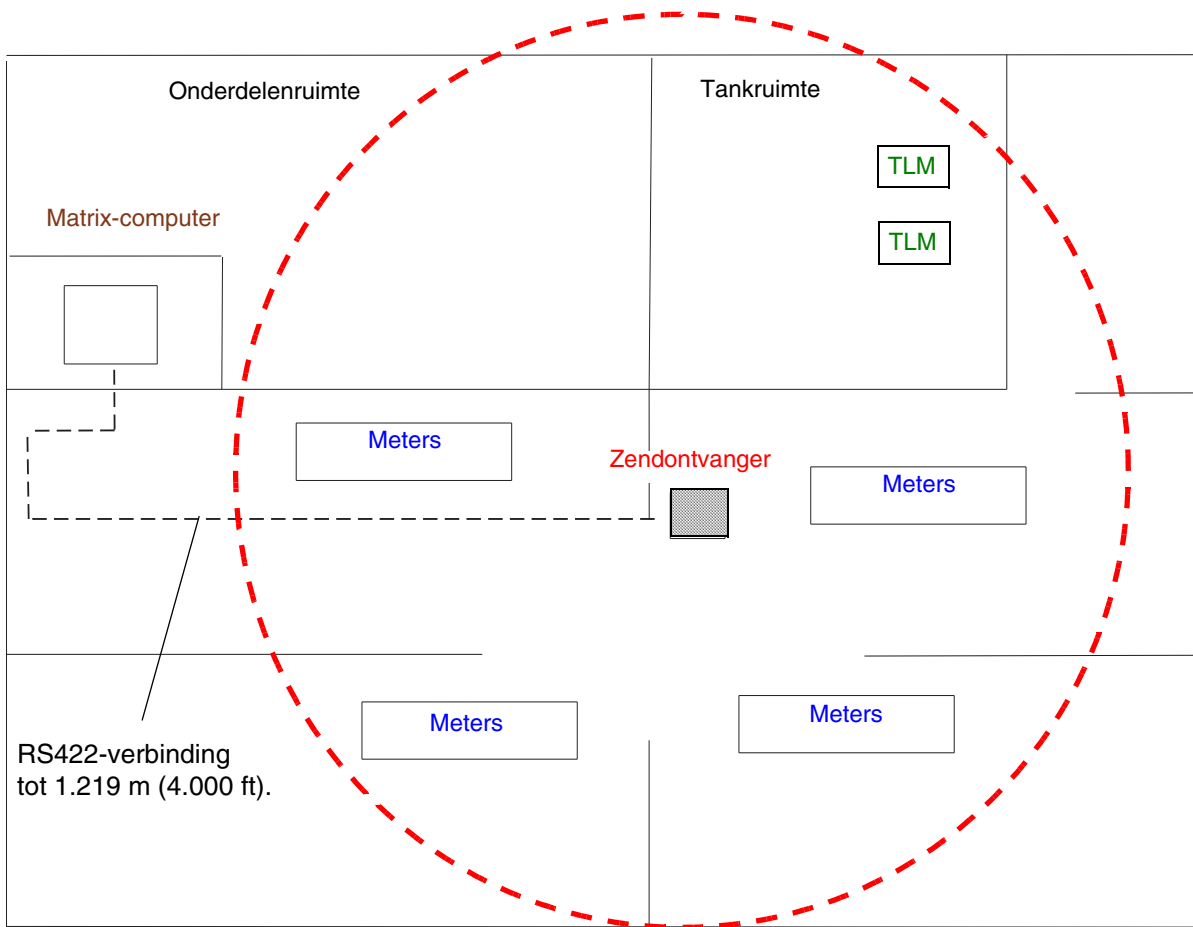 Onderdelenruimte
Tankruimte
TLM
Matrix-computer
TLM
Meters
Zendontvanger
Meters
Meters
Meters
RS422-verbinding
tot 1.219 m (4.000 ft).